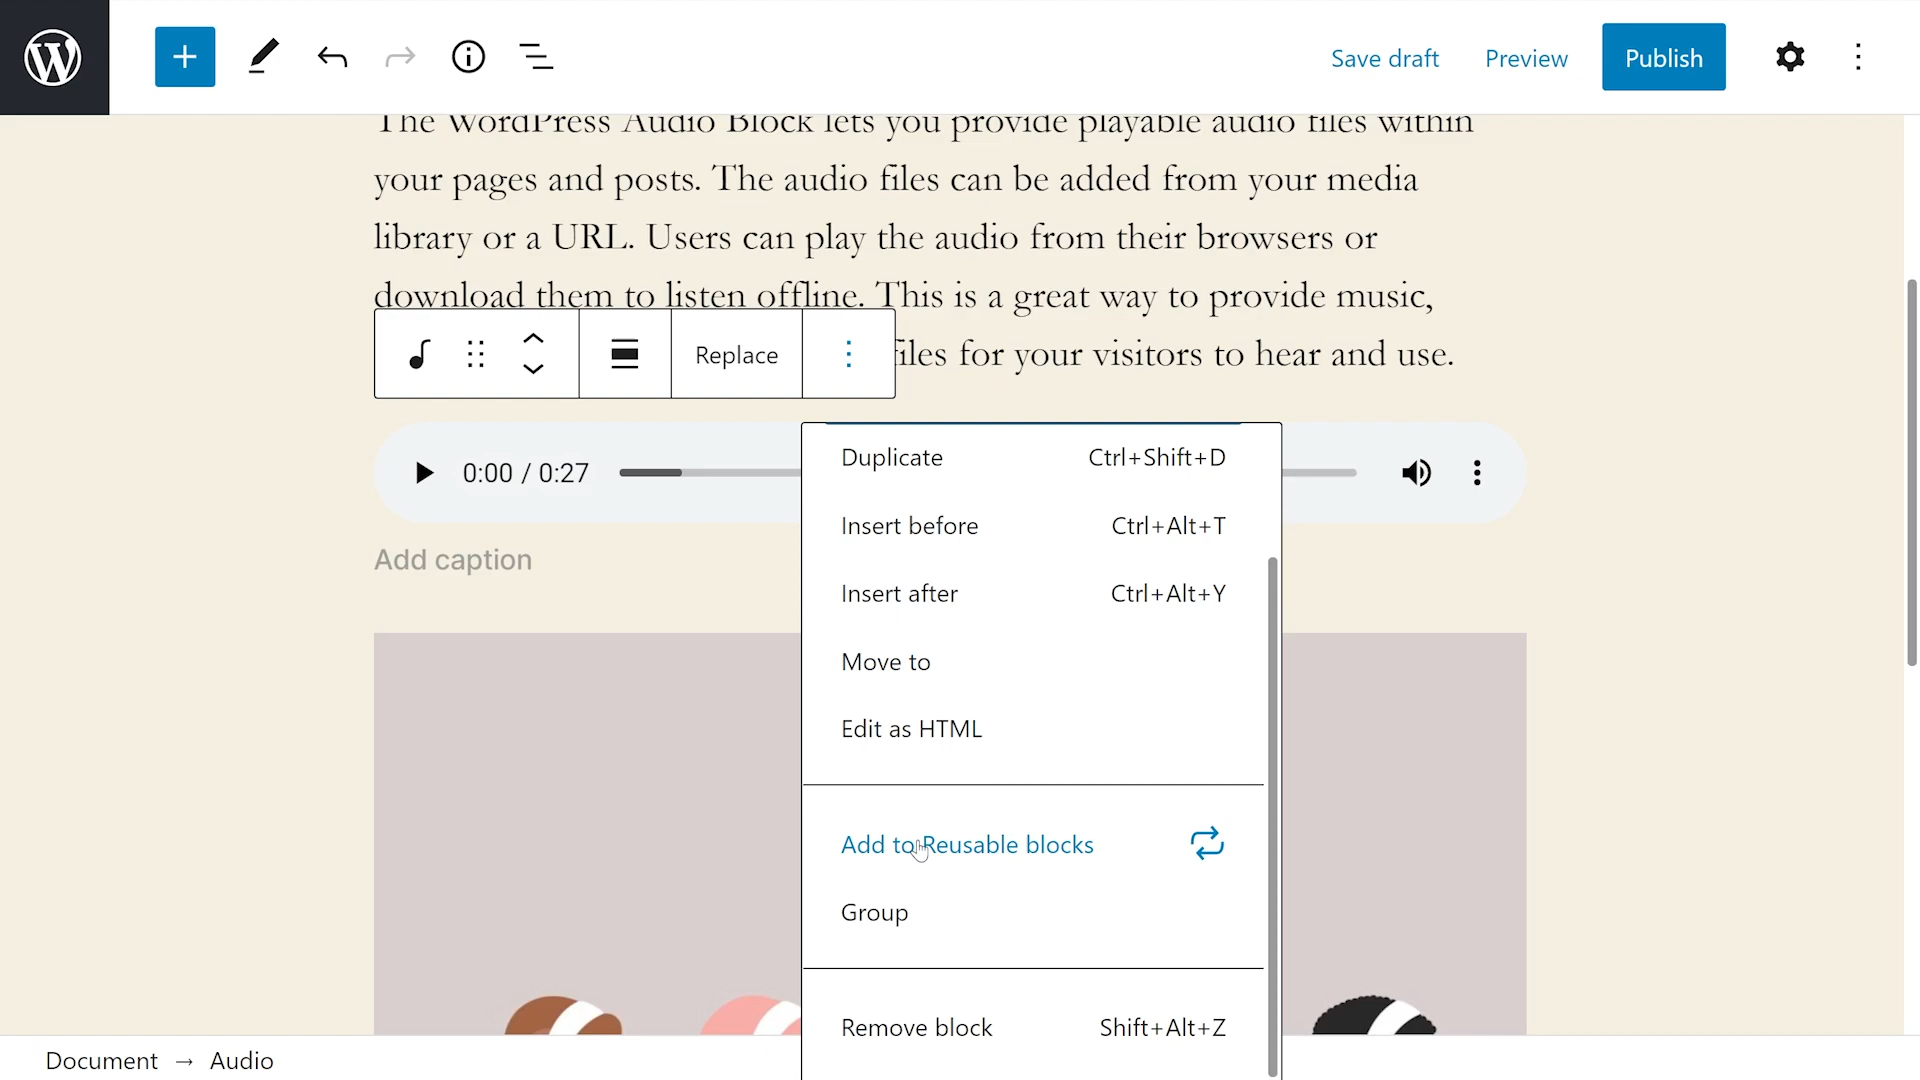 Save draft
Preview
Publish
The WordPress Audio Block lets you provide playable audio files within
your pages and posts. The audio files can be added from your media
library or a URL. Users can play the audio from their browsers or
download them to listen offline. This is a great way to provide music,
files for your visitors to hear and use.
Replace
0:00 / 0:27
Add caption
Duplicate Ctrl+Shift+D
Insert before Ctrl+Alt+T
Insert after Ctrl+Alt+Y
Move to
Edit as HTML
Add to Reusable blocks
Group
Remove block Shift+Alt+Z
Document → Audio